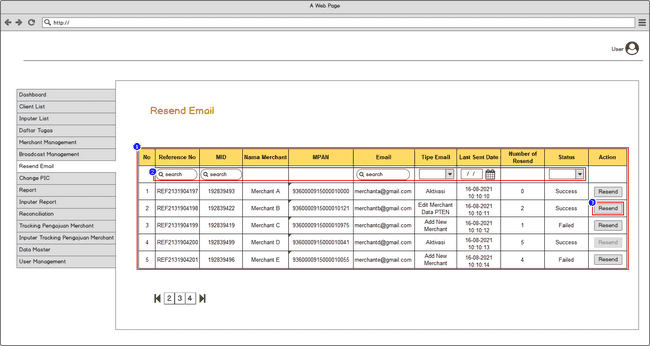 A Web Page
http://
User
Dashboard
Client List
Inputer List
Daftar Tugas
Merchant Management
Broadcast Management
Resend Email
Change PIC
Report
Inputer Report
Reconciliation
Tracking Pengajuan Merchant
Inputer Tracking Pengajuan Merchant
Data Master
User Management
Resend Email
1
No Reference No MID Nama Merchant MPAN Email Tipe Email Last Sent Date Number of Resend Status Action
2
search search search / /
1 REF2131904197 192839493 Merchant A 9360000915000010000 merchanta@gmail.com Aktivasi 16-08-2021 10:10:10 0 Success Resend
3
2 REF2131904198 192839422 Merchant B 9360000915000010121 merchantb@gmail.com Edit Merchant Data PTEN 16-08-2021 10:10:11 2 Success Resend
3 REF2131904199 192839419 Merchant C 9360000915000010975 merchantc@gmail.com Add New Merchant 16-08-2021 10:10:12 1 Failed Resend
4 REF2131904200 192839499 Merchant D 9360000915000010041 merchantd@gmail.com Aktivasi 16-08-2021 10:10:13 5 Success Resend
5 REF2131904201 192839496 Merchant E 9360000915000010055 merchante@gmail.com Add New Merchant 16-08-2021 10:10:14 4 Failed Resend
2 3 4